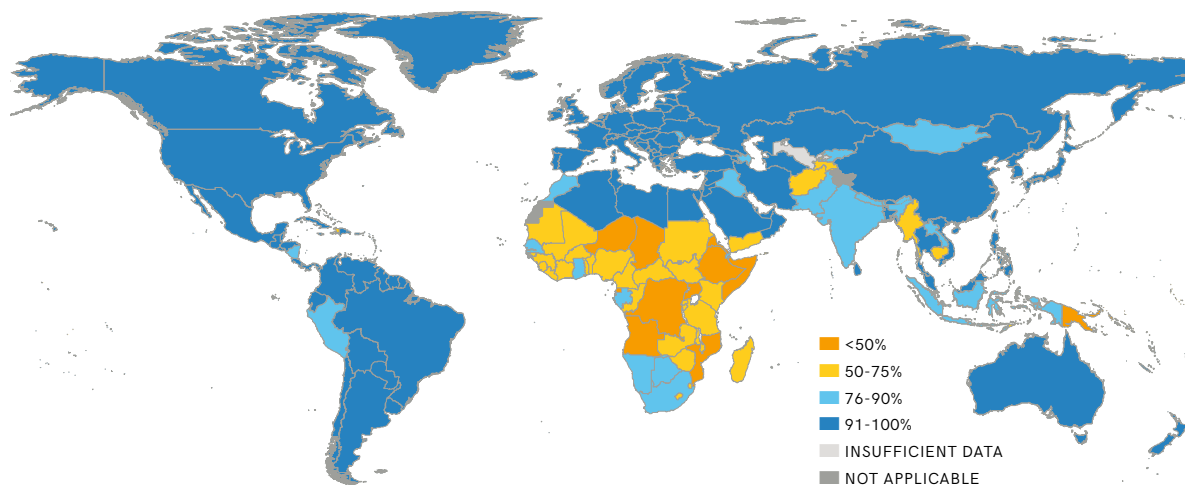 <50%
50-75%
76-90%
91-100%
INSUFFICIENT DATA
NOT APPLICABLE